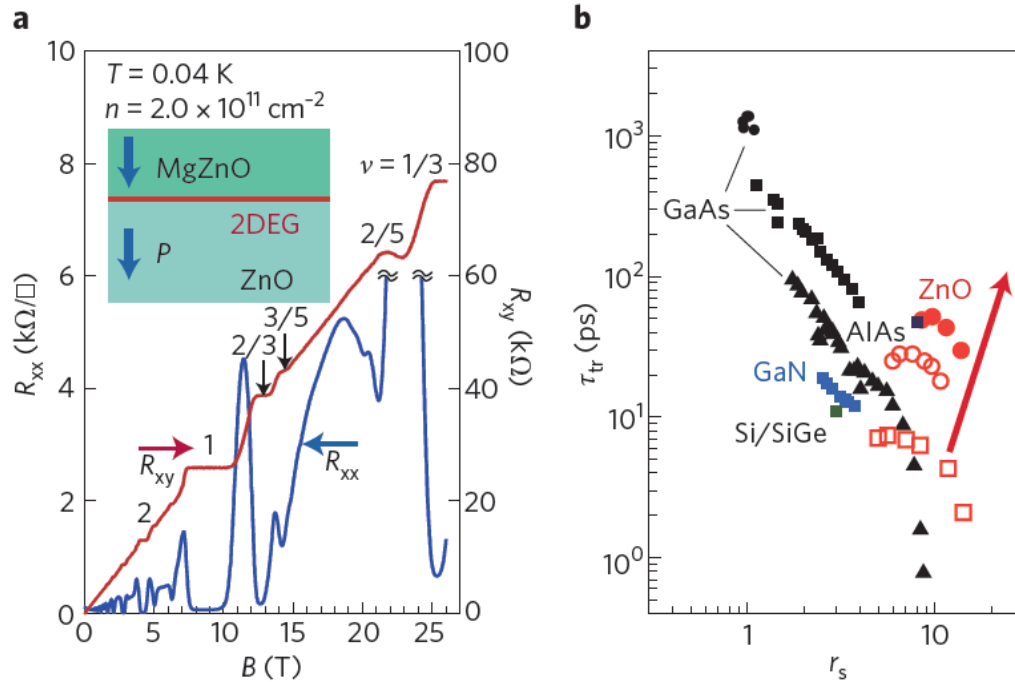 a
T = 0.04 K
n = 2.0 × 10¹¹ cm⁻²
MgZnO
2DEG
P
ZnO
ν = 1/3
2/5
3/5
2/3
1
2
Rxy
Rxx
10
8
6
4
2
0
Rxx (kΩ/□)
100
80
60
40
20
0
Rxy (kΩ)
0 5 10 15 20 25
B (T)
b
GaAs
ZnO
AlAs
GaN
Si/SiGe
10³
10²
10¹
10⁰
τtr (ps)
1 10
rs